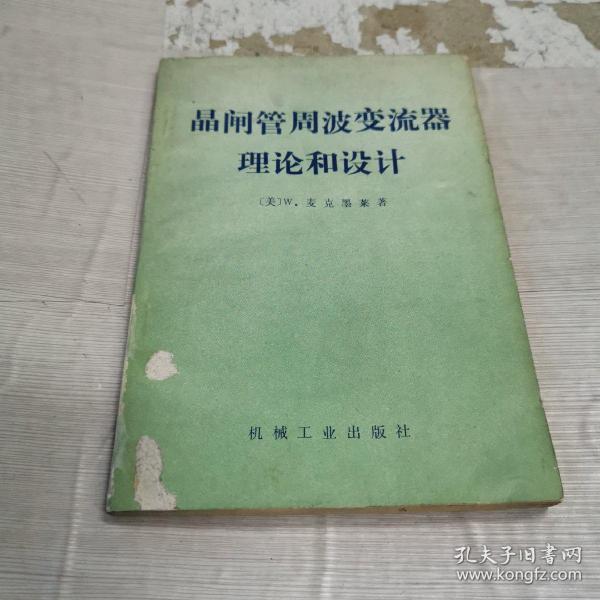 晶闸管周波变流器
理论和设计
〔美〕W．麦克墨莱著
机械工业出版社
孔夫子旧书网
www.kongfz.com